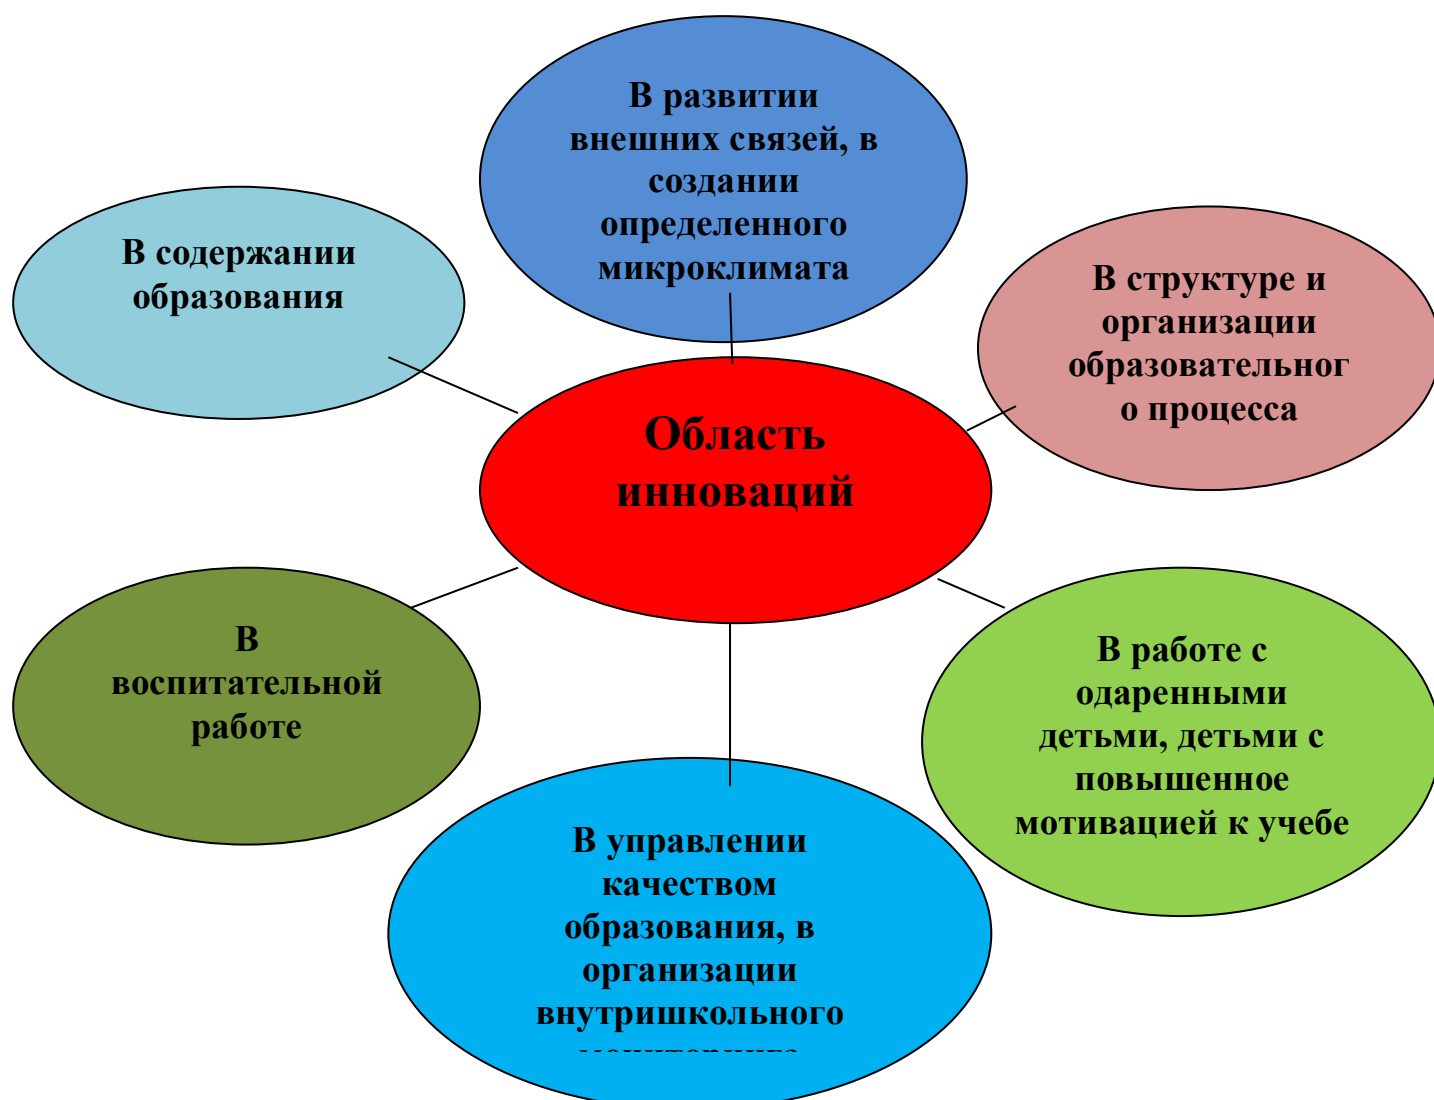 В развитии
внешних связей, в
создании
определенного
микроклимата
В содержании
образования
В структуре и
организации
образовательног
о процесса
Область
инноваций
В
воспитательной
работе
В работе с
одаренными
детьми, детьми с
повышенное
мотивацией к учебе
В управлении
качеством
образования, в
организации
внутришкольного
мониторинга